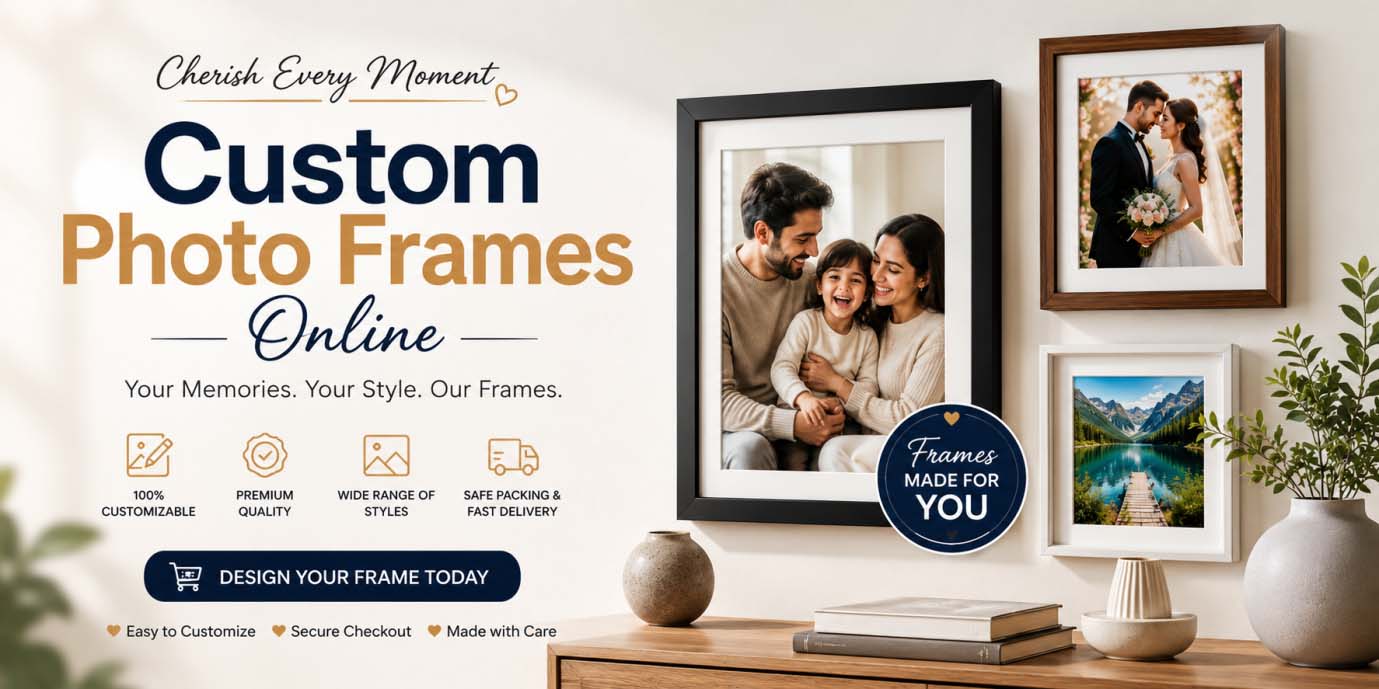 Cherish Every Moment
Custom
Photo Frames
Online
Your Memories. Your Style. Our Frames.
100%
CUSTOMIZABLE
PREMIUM
QUALITY
WIDE RANGE OF
STYLES
SAFE PACKING &
FAST DELIVERY
DESIGN YOUR FRAME TODAY
Easy to Customize
Secure Checkout
Made with Care
Frames
MADE FOR
YOU